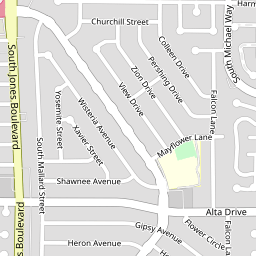 Churchill Street
Harm
South Michael Way
Colleen Drive
Pershing Drive
Zion Drive
View Drive
Falcon Lane
South Jones Boulevard
Yosemite Street
Wisteria Avenue
Xavier Street
Mayflower Lane
South Mallard Street
Shawnee Avenue
Alta Drive
s Boulevard
Gipsy Avenue
Flower Circle
Falcon La
Heron Avenue